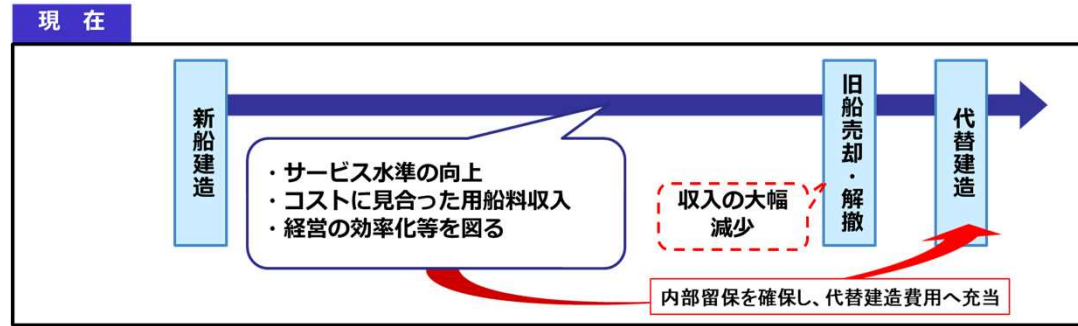 現 在
新船建造
・サービス水準の向上
・コストに見合った用船料収入
・経営の効率化等を図る
収入の大幅
減少
旧船売却・解撤
代替建造
内部留保を確保し、代替建造費用へ充当